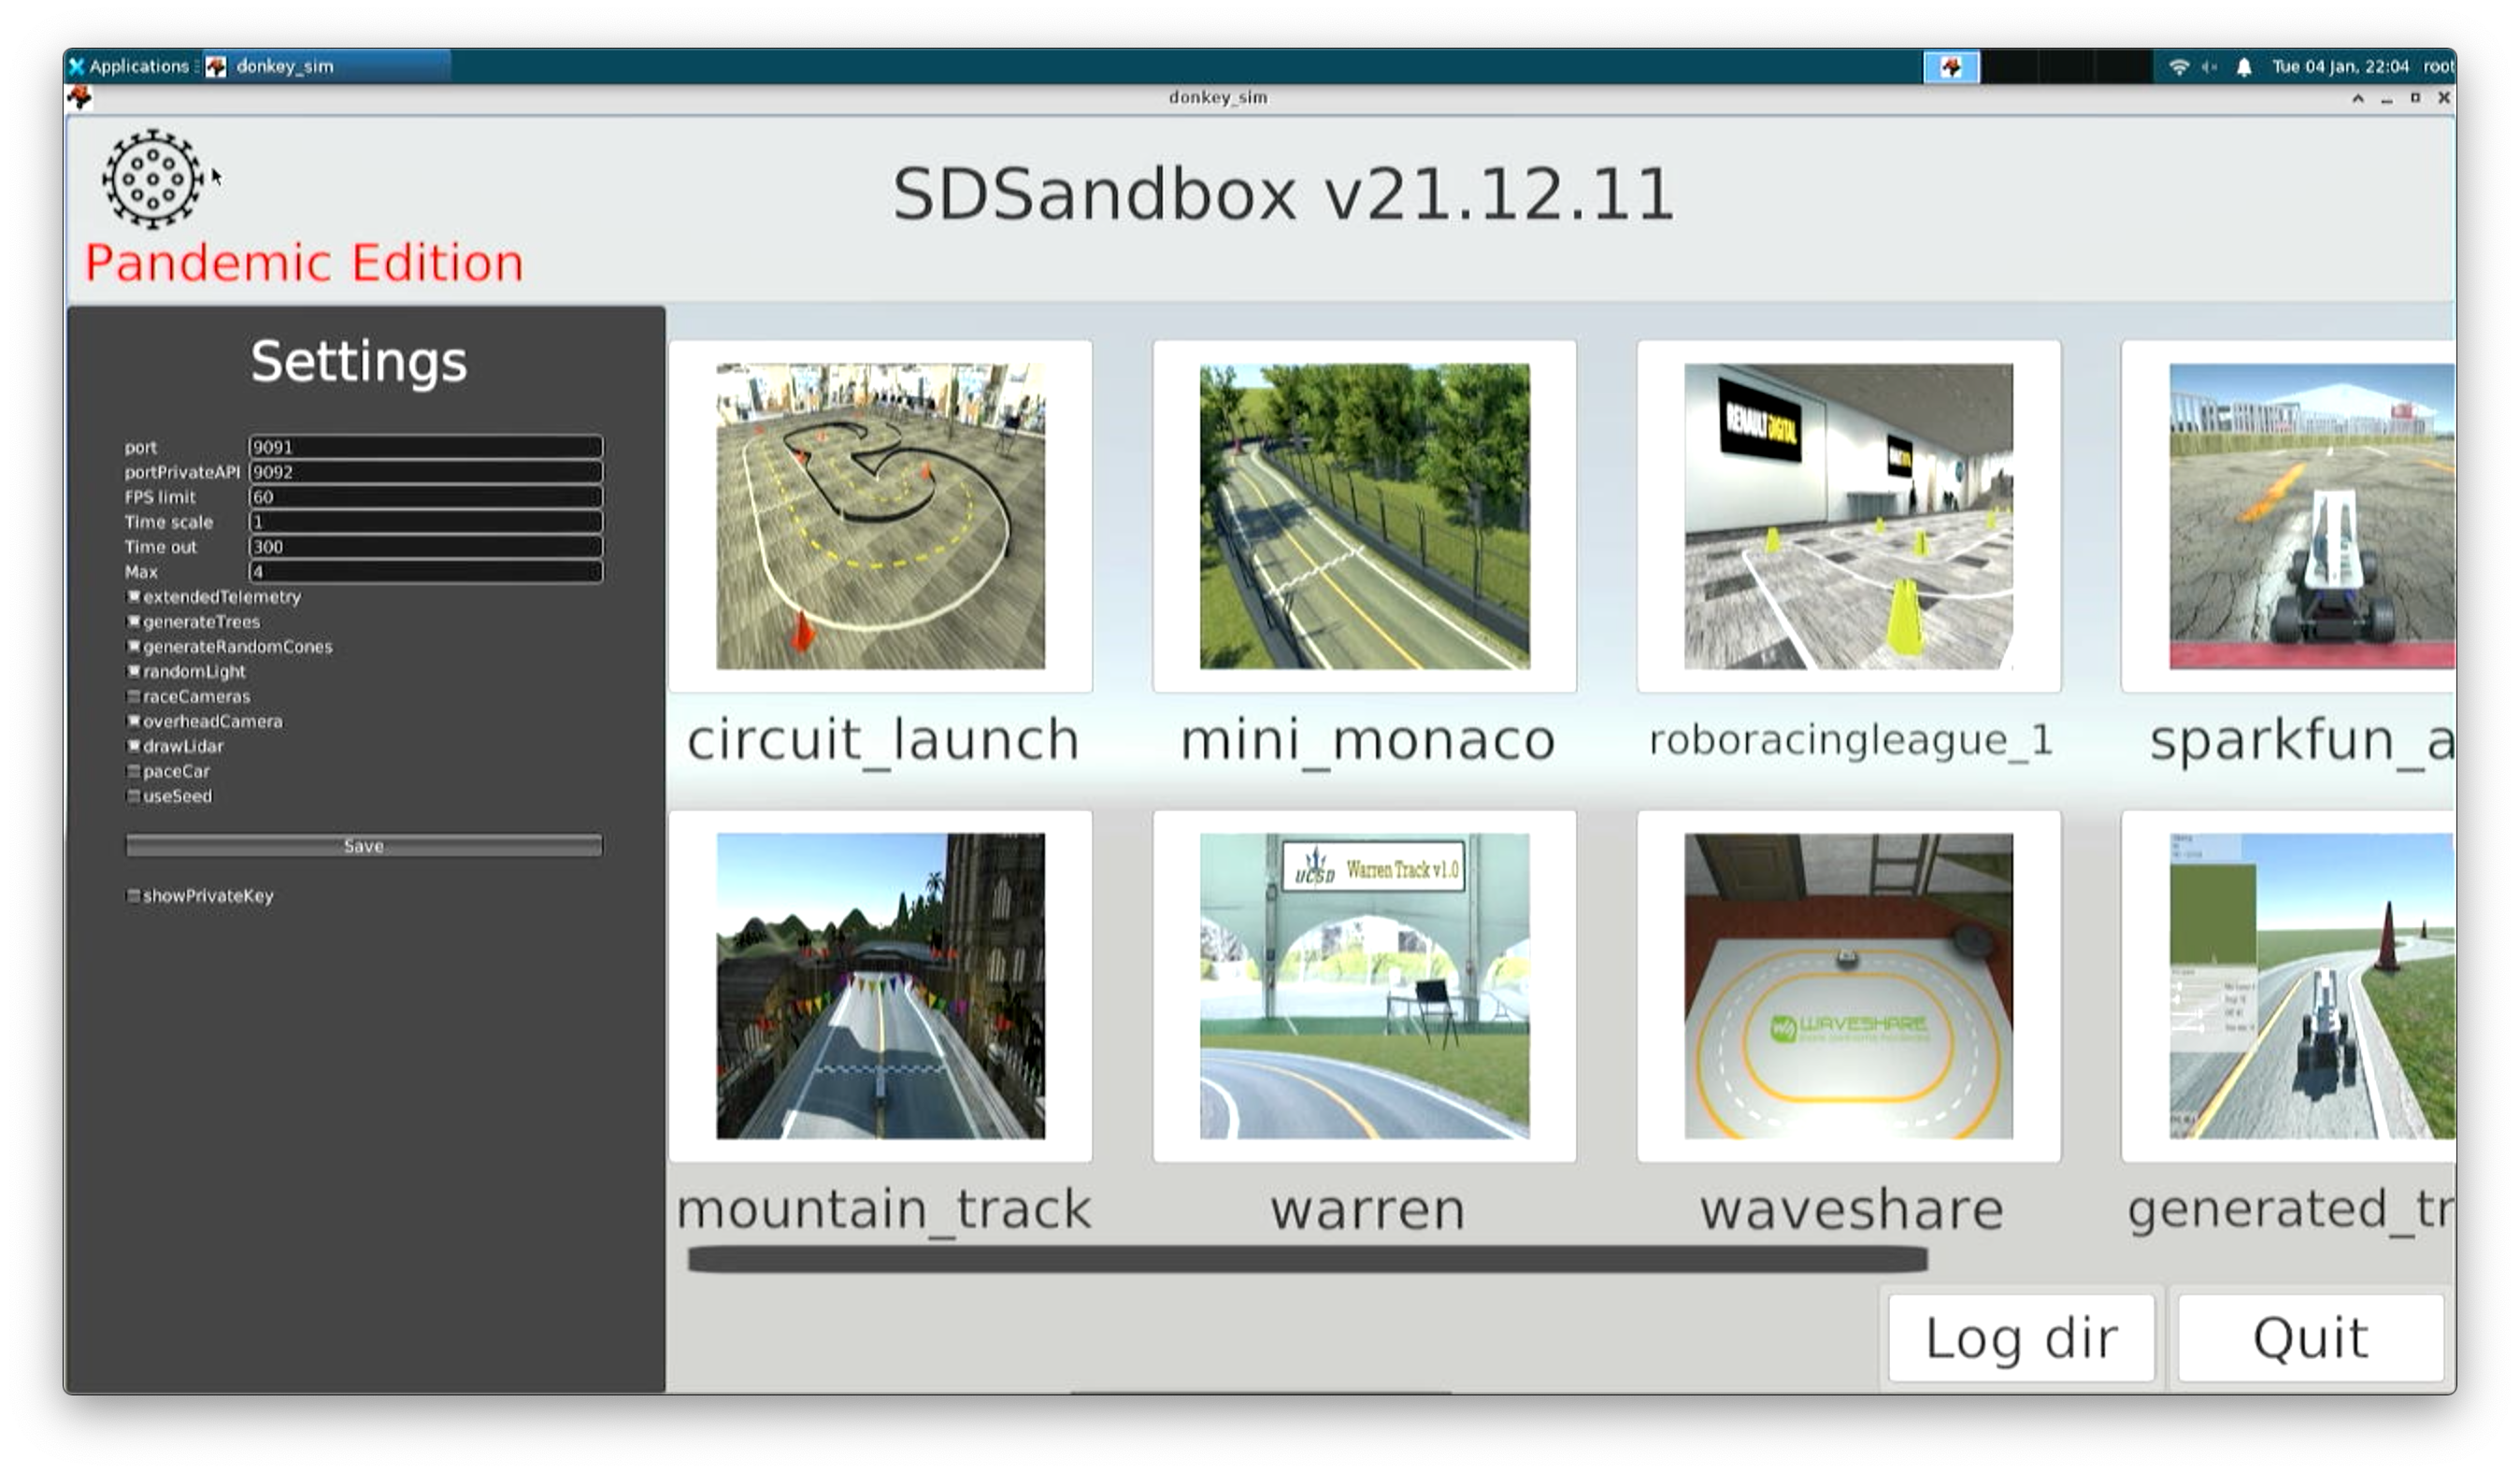 Applications
donkey_sim
Tue 04 Jan, 22:04 root
donkey_sim
SDSandbox v21.12.11
Pandemic Edition
Settings
port 9091
portPrivateAPI 9092
FPS limit 60
Time scale 1
Time out 300
Max 4
extendedTelemetry
generateTrees
generateRandomCones
randomLight
raceCameras
overheadCamera
drawLidar
paceCar
useSeed
Save
showPrivateKey
RENAULT DIGITAL
circuit_launch
mini_monaco
roboracingleague_1
sparkfun_a
UCSD Warren Track v1.0
WAVESHARE
mountain_track
warren
waveshare
generated_tr
Log dir
Quit